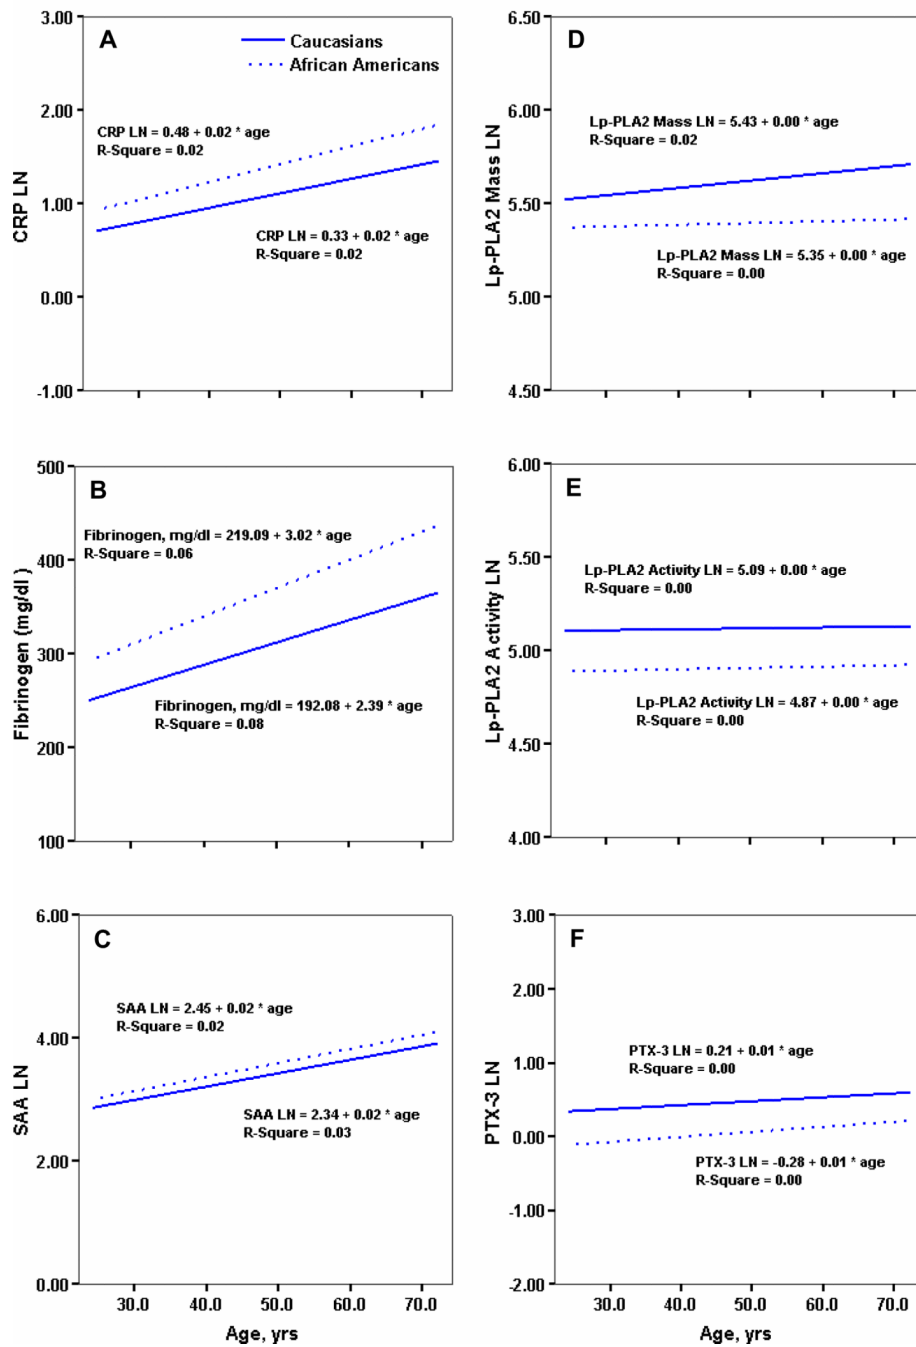 A
Caucasians
African Americans
CRP LN = 0.48 + 0.02 * age
R-Square = 0.02
CRP LN = 0.33 + 0.02 * age
R-Square = 0.02
CRP LN
3.00
2.00
1.00
0.00
-1.00
D
Lp-PLA2 Mass LN = 5.43 + 0.00 * age
R-Square = 0.02
Lp-PLA2 Mass LN = 5.35 + 0.00 * age
R-Square = 0.00
Lp-PLA2 Mass LN
6.50
6.00
5.50
5.00
4.50
B
Fibrinogen, mg/dl = 219.09 + 3.02 * age
R-Square = 0.06
Fibrinogen, mg/dl = 192.08 + 2.39 * age
R-Square = 0.08
Fibrinogen (mg/dl )
500
400
300
200
100
E
Lp-PLA2 Activity LN = 5.09 + 0.00 * age
R-Square = 0.00
Lp-PLA2 Activity LN = 4.87 + 0.00 * age
R-Square = 0.00
Lp-PLA2 Activity LN
6.00
5.50
5.00
4.50
4.00
C
SAA LN = 2.45 + 0.02 * age
R-Square = 0.02
SAA LN = 2.34 + 0.02 * age
R-Square = 0.03
SAA LN
6.00
4.00
2.00
0.00
30.0 40.0 50.0 60.0 70.0
Age, yrs
F
PTX-3 LN = 0.21 + 0.01 * age
R-Square = 0.00
PTX-3 LN = -0.28 + 0.01 * age
R-Square = 0.00
PTX-3 LN
3.00
2.00
1.00
0.00
-1.00
-2.00
30.0 40.0 50.0 60.0 70.0
Age, yrs